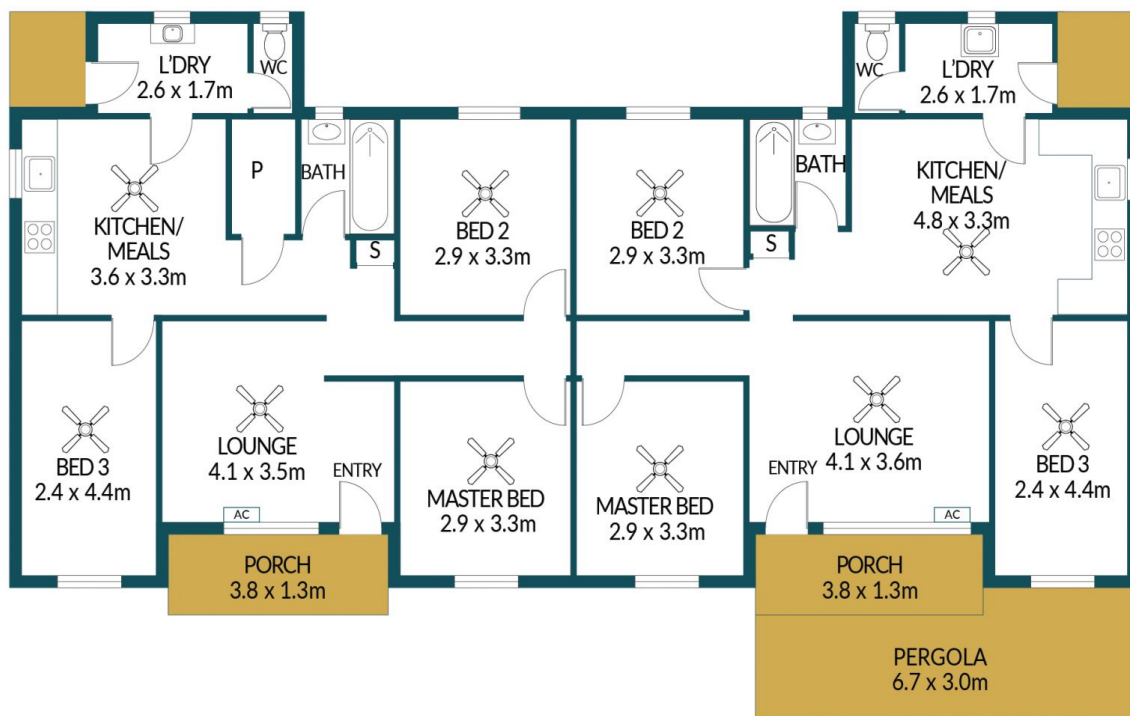 L'DRY
2.6 x 1.7m
WC
WC
L'DRY
2.6 x 1.7m
P
BATH
S
KITCHEN/
MEALS
3.6 x 3.3m
BED 2
2.9 x 3.3m
BED 2
2.9 x 3.3m
BATH
S
KITCHEN/
MEALS
4.8 x 3.3m
BED 3
2.4 x 4.4m
LOUNGE
4.1 x 3.5m
ENTRY
AC
MASTER BED
2.9 x 3.3m
MASTER BED
2.9 x 3.3m
LOUNGE
4.1 x 3.6m
ENTRY
AC
BED 3
2.4 x 4.4m
PORCH
3.8 x 1.3m
PORCH
3.8 x 1.3m
PERGOLA
6.7 x 3.0m